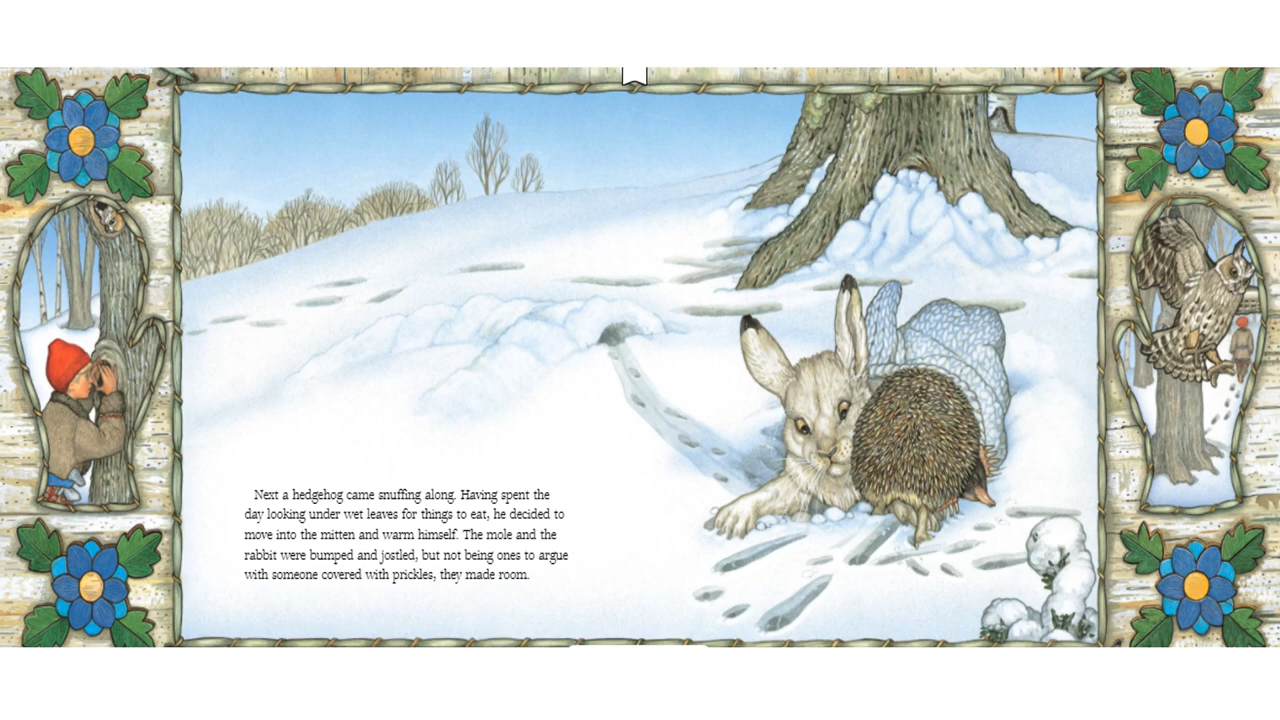 Next a hedgehog came snuffing along. Having spent the
day looking under wet leaves for things to eat, he decided to
move into the mitten and warm himself. The mole and the
rabbit were bumped and jostled, but not being ones to argue
with someone covered with prickles, they made room.